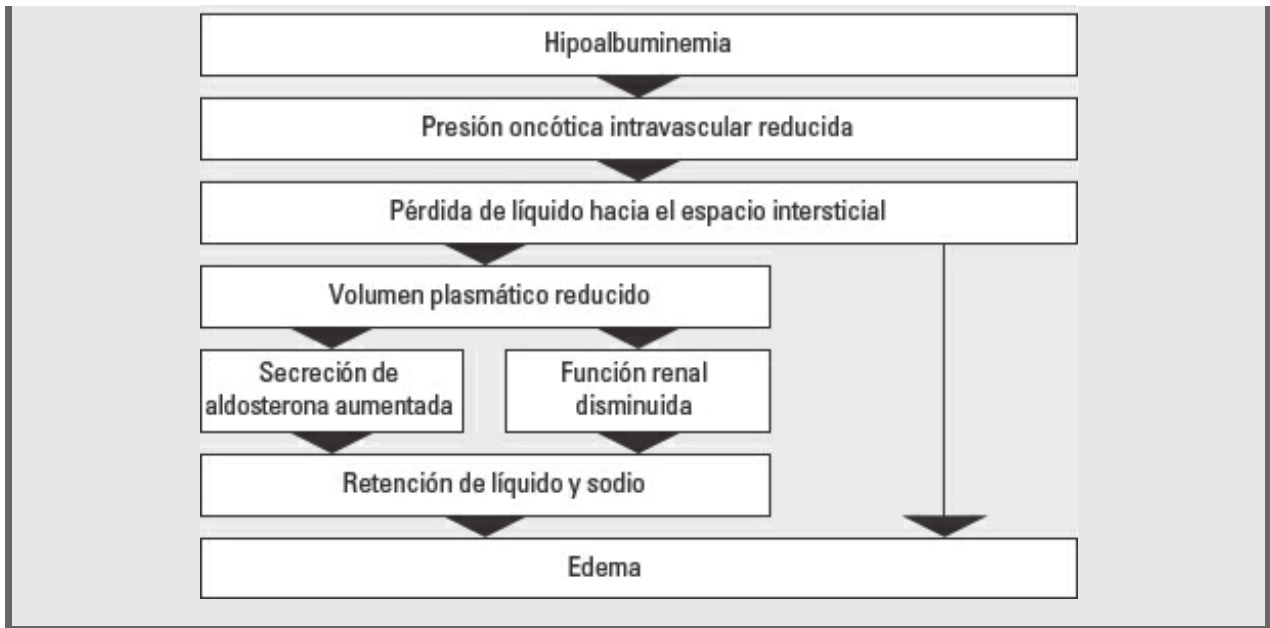 Hipoalbuminemia
Presión oncótica intravascular reducida
Pérdida de líquido hacia el espacio intersticial
Volumen plasmático reducido
Secreción de
aldosterona aumentada
Función renal
disminuida
Retención de líquido y sodio
Edema